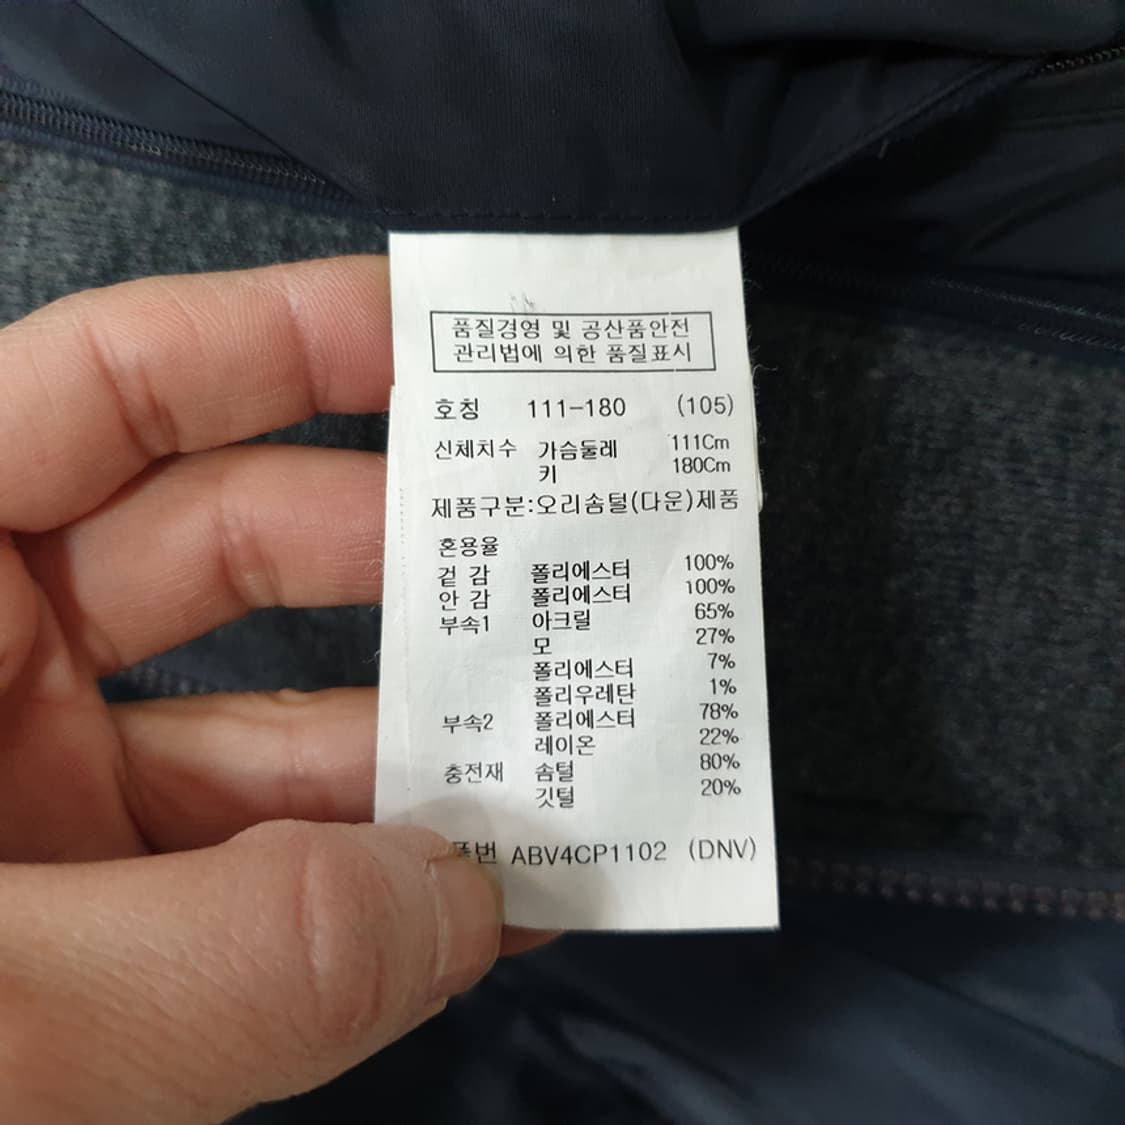 품질경영 및 공산품안전
관리법에 의한 품질표시
호칭 111-180 (105)
신체치수 가슴둘레 111Cm
키 180Cm
제품구분:오리솜털(다운)제품
혼용율
겉 감 폴리에스터 100%
안 감 폴리에스터 100%
부속1 아크릴 65%
모 27%
폴리에스터 7%
폴리우레탄 1%
부속2 폴리에스터 78%
레이온 22%
충전재 솜털 80%
깃털 20%
품번 ABV4CP1102 (DNV)